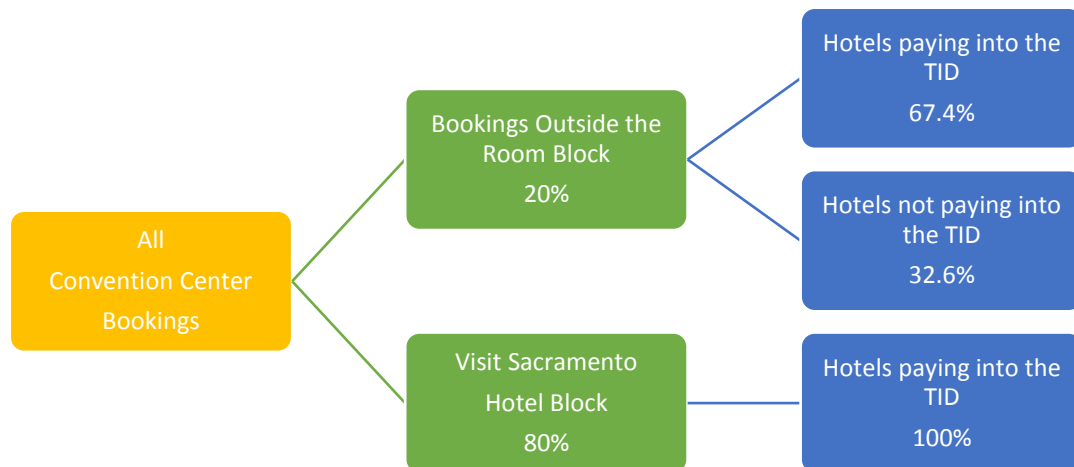 All
Convention Center
Bookings
Bookings Outside the
Room Block
20%
Visit Sacramento
Hotel Block
80%
Hotels paying into the
TID
67.4%
Hotels not paying into
the TID
32.6%
Hotels paying into the
TID
100%